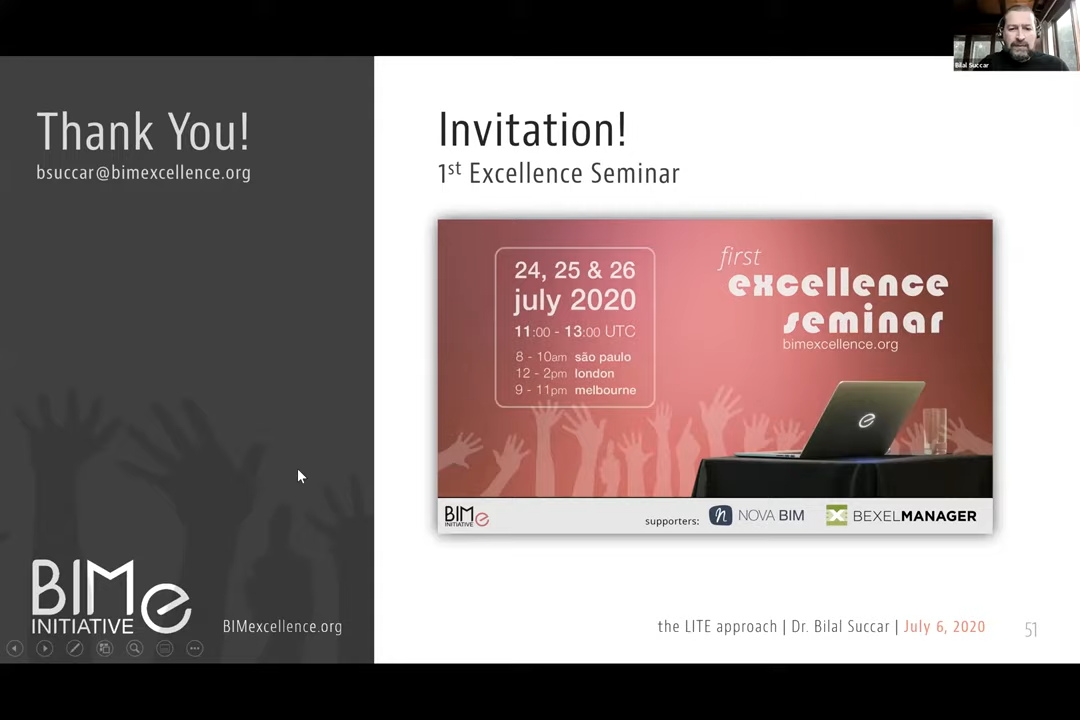 Bilal Succar
Thank You!
bsuccar@bimexcellence.org
Invitation!
1st Excellence Seminar
24, 25 & 26
july 2020
11:00 - 13:00 UTC
8 - 10am são paulo
12 - 2pm london
9 - 11pm melbourne
first
excellence
seminar
bimexcellence.org
BIMe
INITIATIVE
supporters:
n NOVA BIM
BEXELMANAGER
BIMe
INITIATIVE
BIMexcellence.org
the LITE approach | Dr. Bilal Succar | July 6, 2020
51